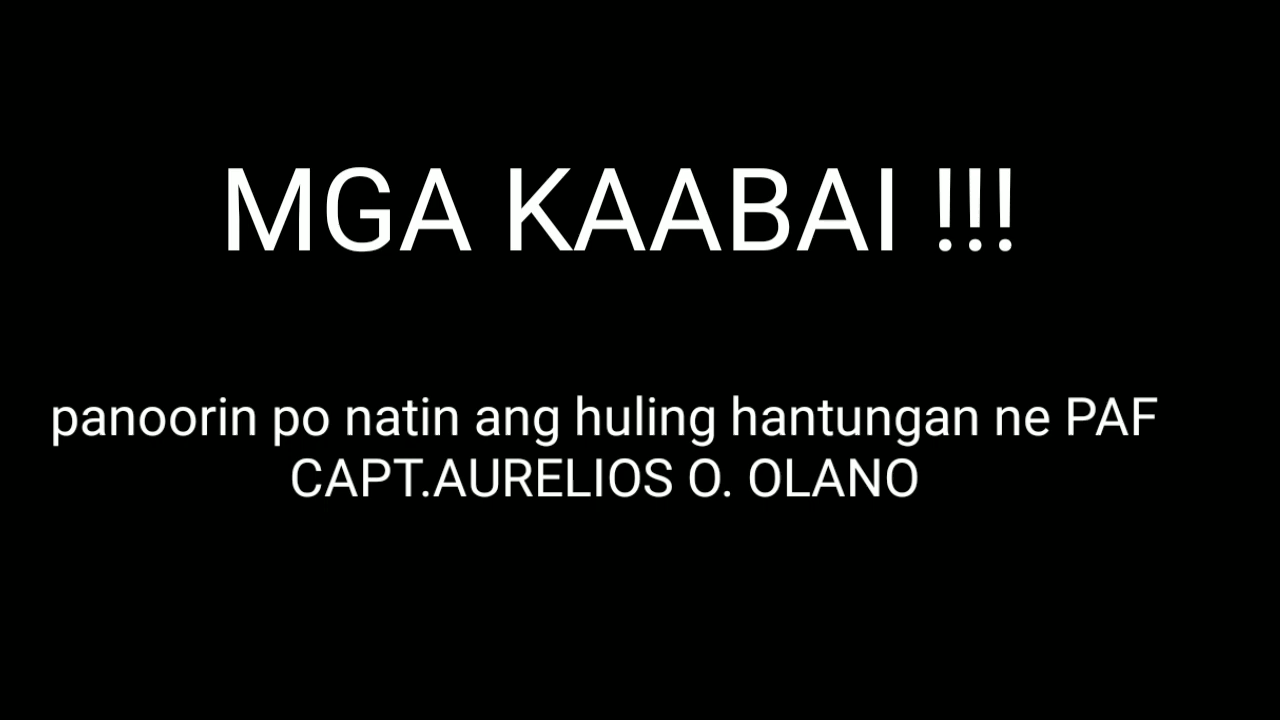 MGA KAABAI !!!
panoorin po natin ang huling hantungan ne PAF
CAPT.AURELIOS O. OLANO